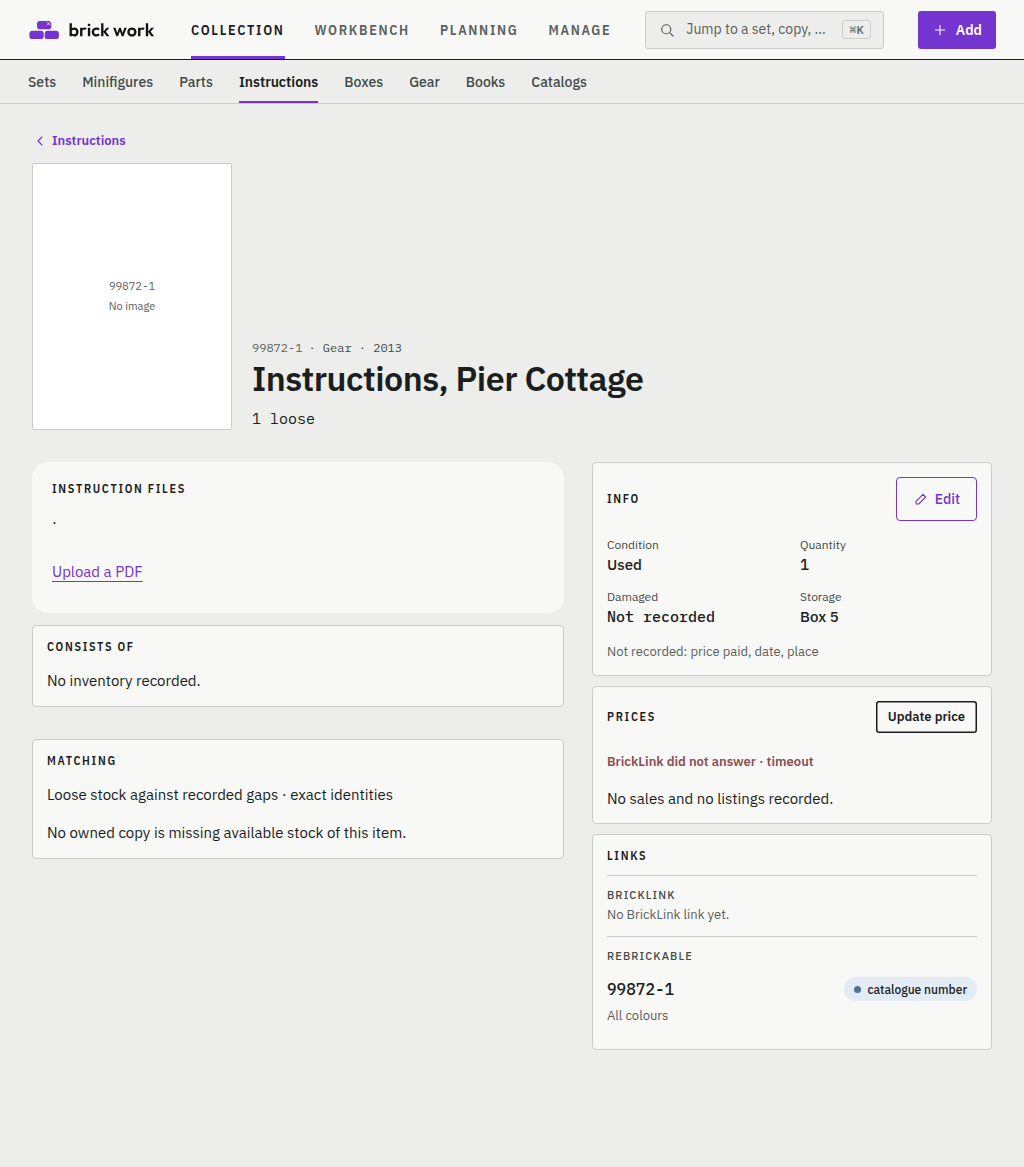 brick work
COLLECTION
WORKBENCH
PLANNING
MANAGE
Jump to a set, copy, ...
⌘K
+ Add
Sets
Minifigures
Parts
Instructions
Boxes
Gear
Books
Catalogs
Instructions
99872-1
No image
99872-1 · Gear · 2013
Instructions, Pier Cottage
1 loose
INSTRUCTION FILES
.
Upload a PDF
CONSISTS OF
No inventory recorded.
MATCHING
Loose stock against recorded gaps · exact identities
No owned copy is missing available stock of this item.
INFO
Edit
Condition
Used
Quantity
1
Damaged
Not recorded
Storage
Box 5
Not recorded: price paid, date, place
PRICES
Update price
BrickLink did not answer · timeout
No sales and no listings recorded.
LINKS
BRICKLINK
No BrickLink link yet.
REBRICKABLE
99872-1
catalogue number
All colours